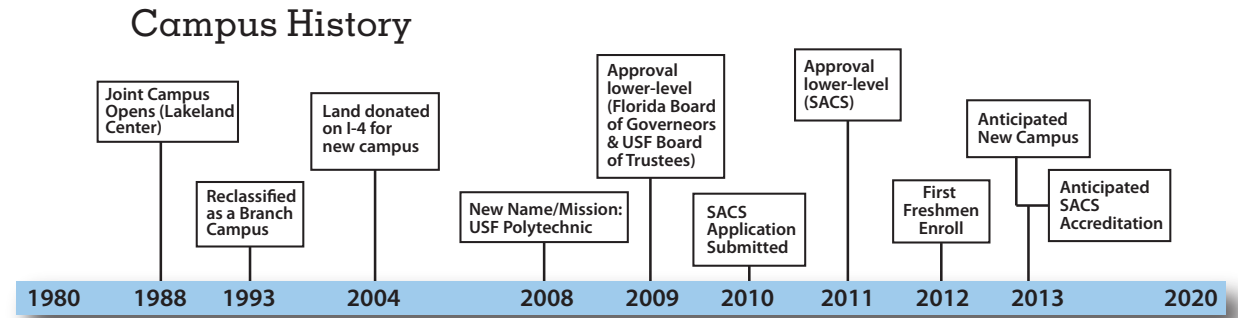 Campus History
Joint Campus
Opens (Lakeland
Center)
Reclassified
as a Branch
Campus
Land donated
on I-4 for
new campus
New Name/Mission:
USF Polytechnic
Approval
lower-level
(Florida Board
of Governeors
& USF Board
of Trustees)
SACS
Application
Submitted
Approval
lower-level
(SACS)
First
Freshmen
Enroll
Anticipated
New Campus
Anticipated
SACS
Accreditation
1980 1988 1993 2004 2008 2009 2010 2011 2012 2013 2020